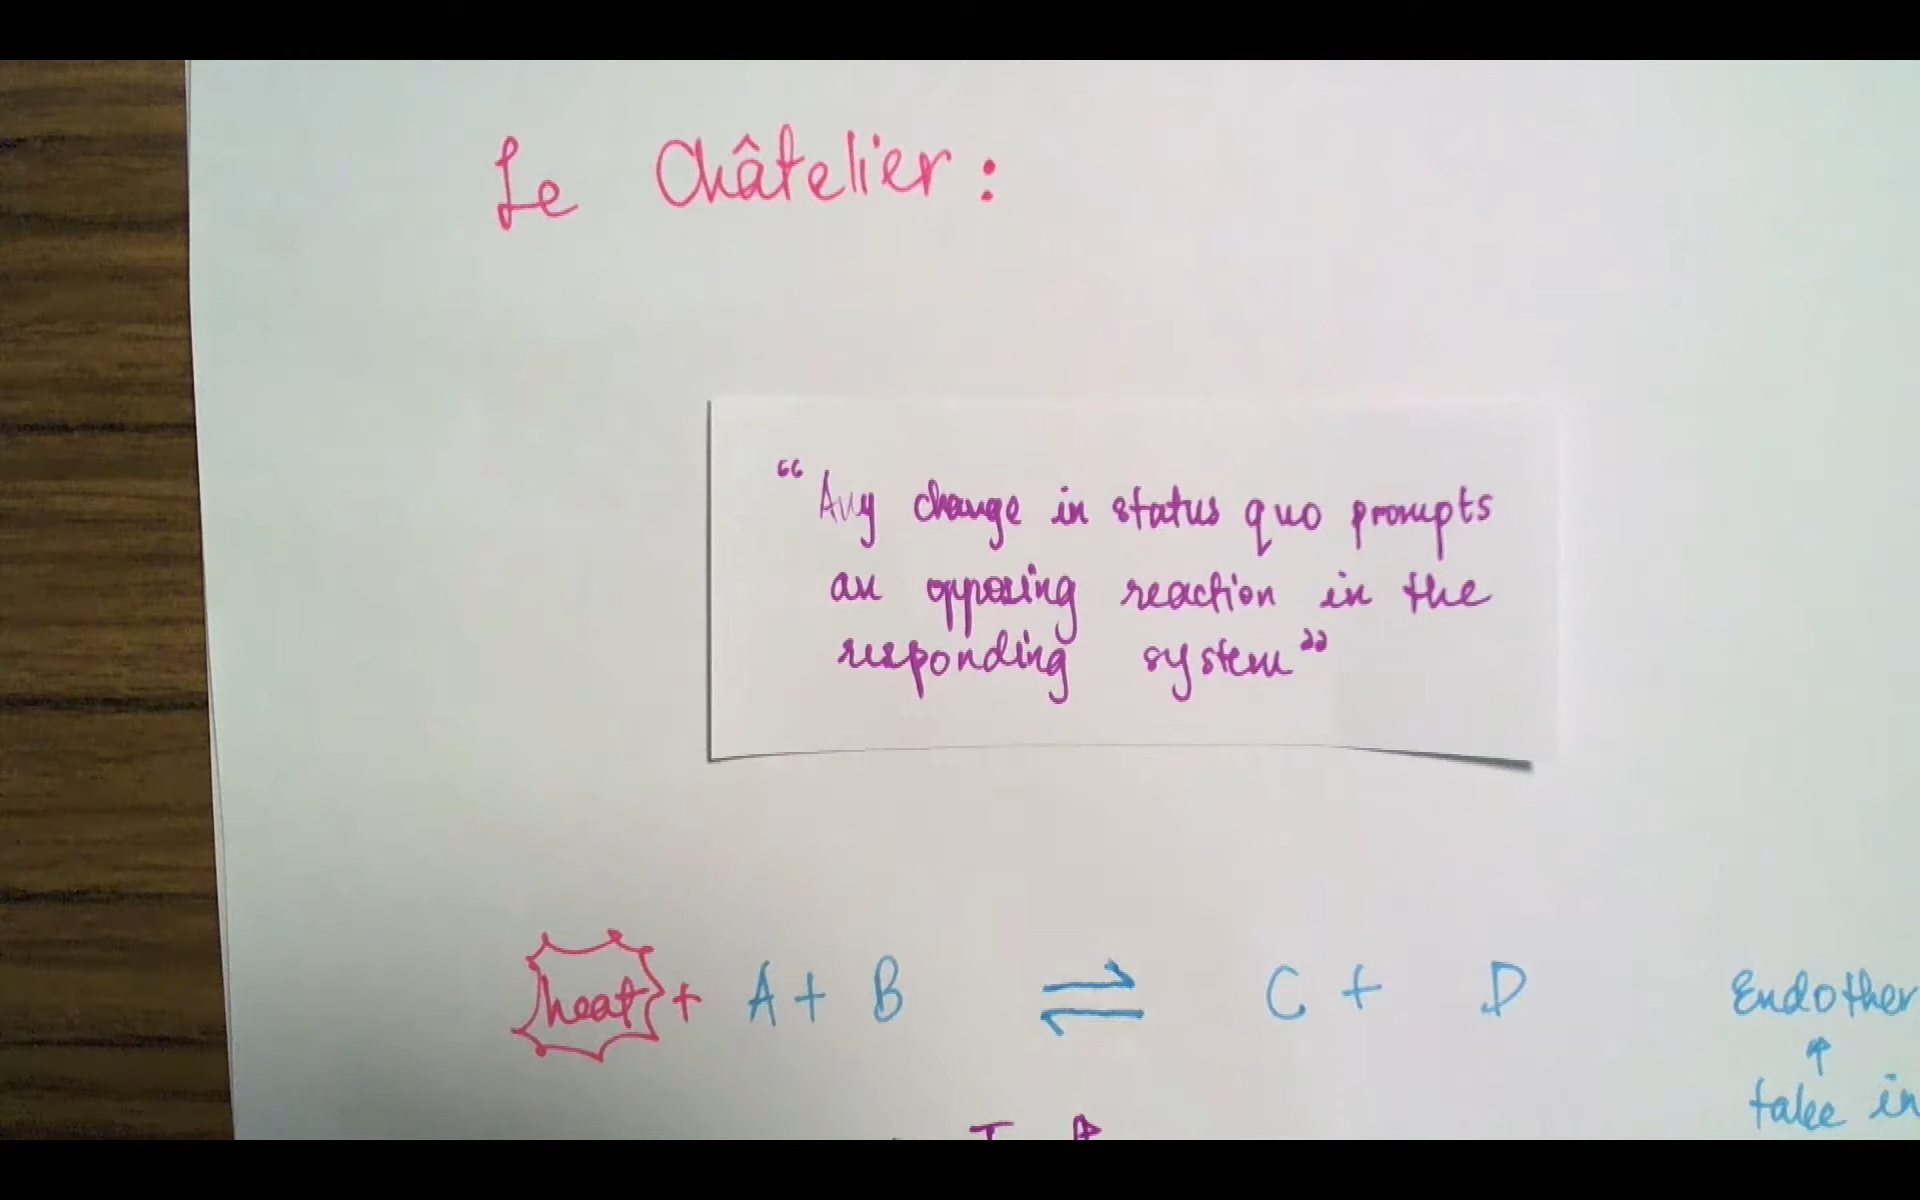 Le Châtelier:
“Any change in status quo prompts
an opposing reaction in the
responding system”
heat + A + B ⇌ C + D Endother
↑
take in
T ↑